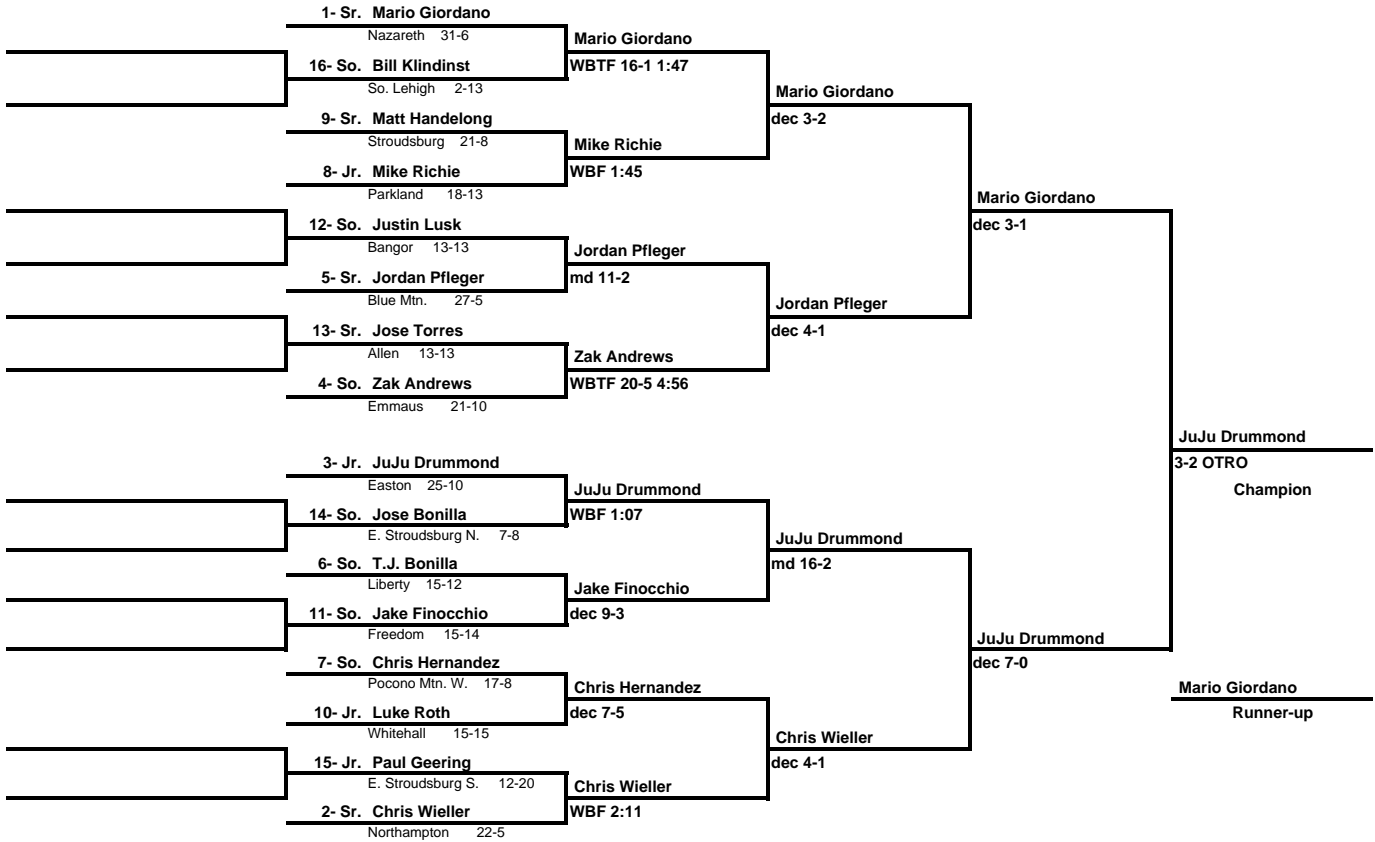 1- Sr. Mario Giordano
Nazareth 31-6
Mario Giordano
16- So. Bill Klindinst
WBTF 16-1 1:47
So. Lehigh 2-13
Mario Giordano
9- Sr. Matt Handelong
dec 3-2
Stroudsburg 21-8
Mike Richie
8- Jr. Mike Richie
WBF 1:45
Parkland 18-13
Mario Giordano
12- So. Justin Lusk
dec 3-1
Bangor 13-13
Jordan Pfleger
5- Sr. Jordan Pfleger
md 11-2
Blue Mtn. 27-5
Jordan Pfleger
13- Sr. Jose Torres
dec 4-1
Allen 13-13
Zak Andrews
4- So. Zak Andrews
WBTF 20-5 4:56
Emmaus 21-10
JuJu Drummond
3- Jr. JuJu Drummond
3-2 OTRO
Easton 25-10
JuJu Drummond
Champion
14- So. Jose Bonilla
WBF 1:07
E. Stroudsburg N. 7-8
JuJu Drummond
6- So. T.J. Bonilla
md 16-2
Liberty 15-12
Jake Finocchio
11- So. Jake Finocchio
dec 9-3
Freedom 15-14
JuJu Drummond
7- So. Chris Hernandez
dec 7-0
Pocono Mtn. W. 17-8
Chris Hernandez
Mario Giordano
10- Jr. Luke Roth
dec 7-5
Runner-up
Whitehall 15-15
Chris Wieller
15- Jr. Paul Geering
dec 4-1
E. Stroudsburg S. 12-20
Chris Wieller
2- Sr. Chris Wieller
WBF 2:11
Northampton 22-5